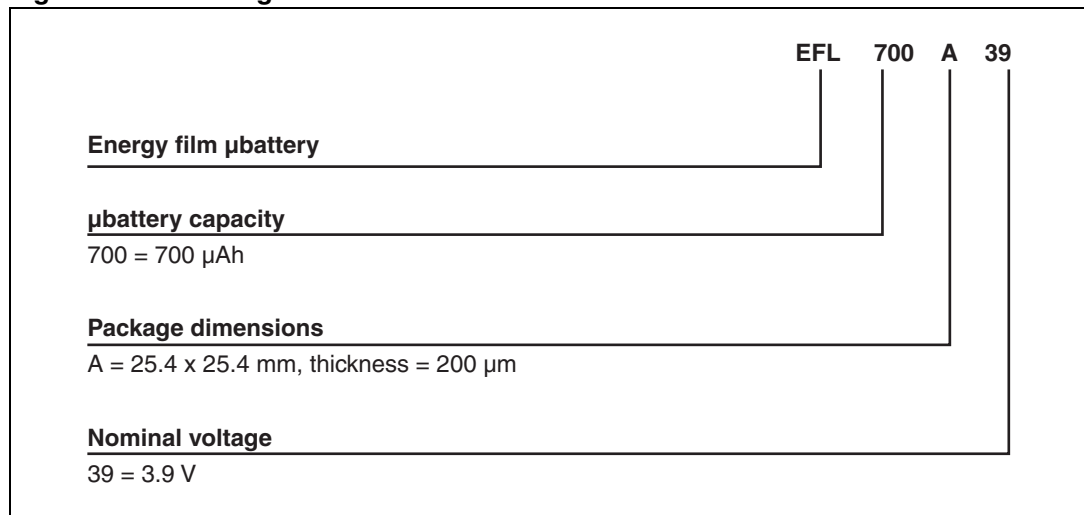 EFL 700 A 39
Energy film µbattery
µbattery capacity
700 = 700 µAh
Package dimensions
A = 25.4 x 25.4 mm, thickness = 200 µm
Nominal voltage
39 = 3.9 V